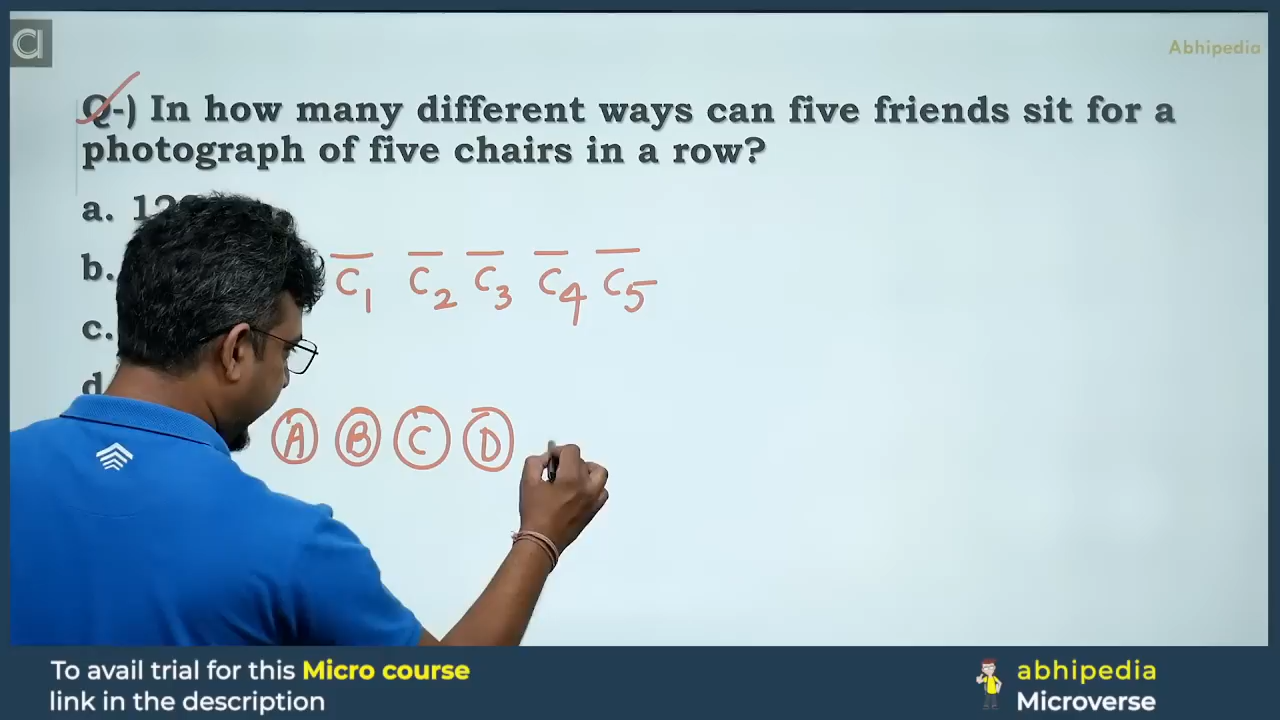 Abhipedia
Q-) In how many different ways can five friends sit for a
photograph of five chairs in a row?
a.
b.
c.
d
C1 C2 C3 C4 C5
A B C D
To avail trial for this Micro course
link in the description
abhipedia
Microverse